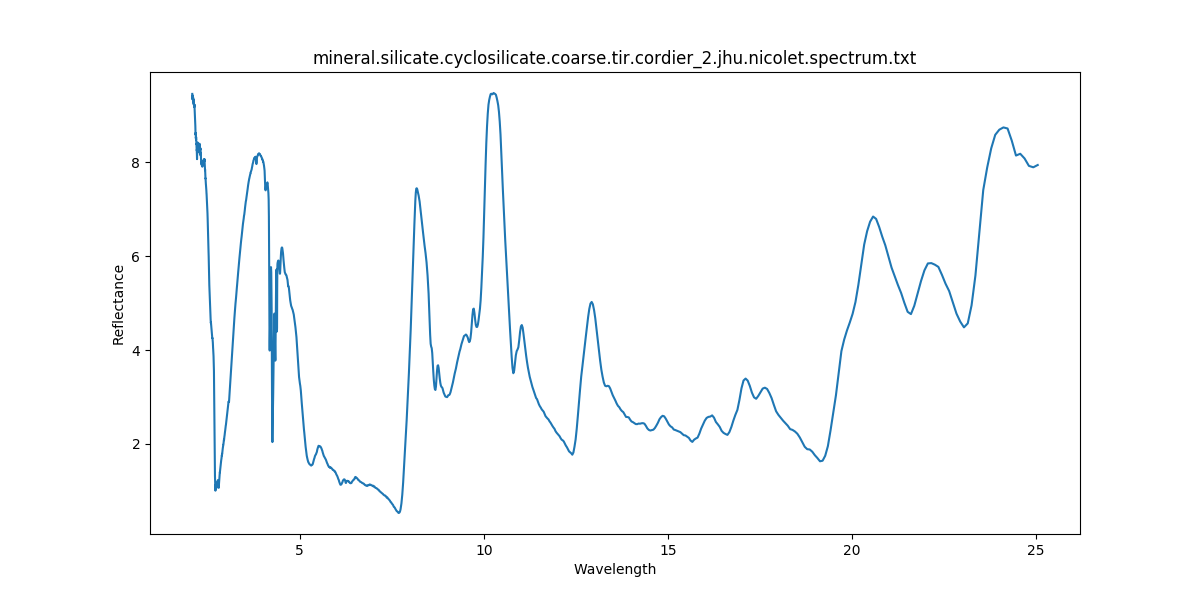 mineral.silicate.cyclosilicate.coarse.tir.cordier_2.jhu.nicolet.spectrum.txt
Reflectance
8
6
4
2
5 10 15 20 25
Wavelength